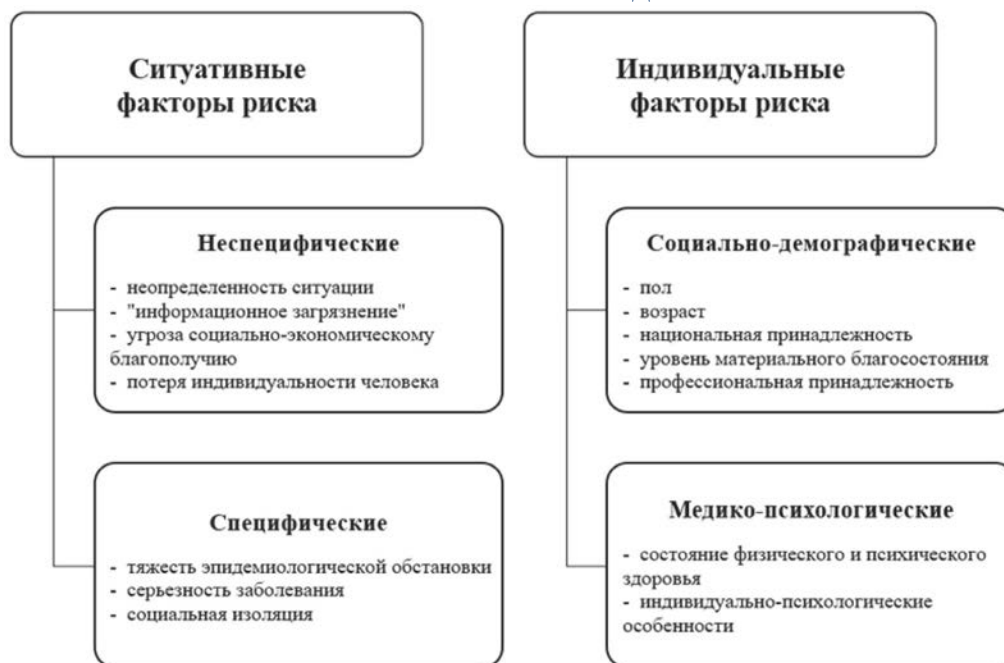 Ситуативные
факторы риска
Неспецифические
- неопределенность ситуации
- "информационное загрязнение"
- угроза социально-экономическому
благополучию
- потеря индивидуальности человека
Специфические
- тяжесть эпидемиологической обстановки
- серьезность заболевания
- социальная изоляция
Индивидуальные
факторы риска
Социально-демографические
- пол
- возраст
- национальная принадлежность
- уровень материального благосостояния
- профессиональная принадлежность
Медико-психологические
- состояние физического и психического
здоровья
- индивидуально-психологические
особенности